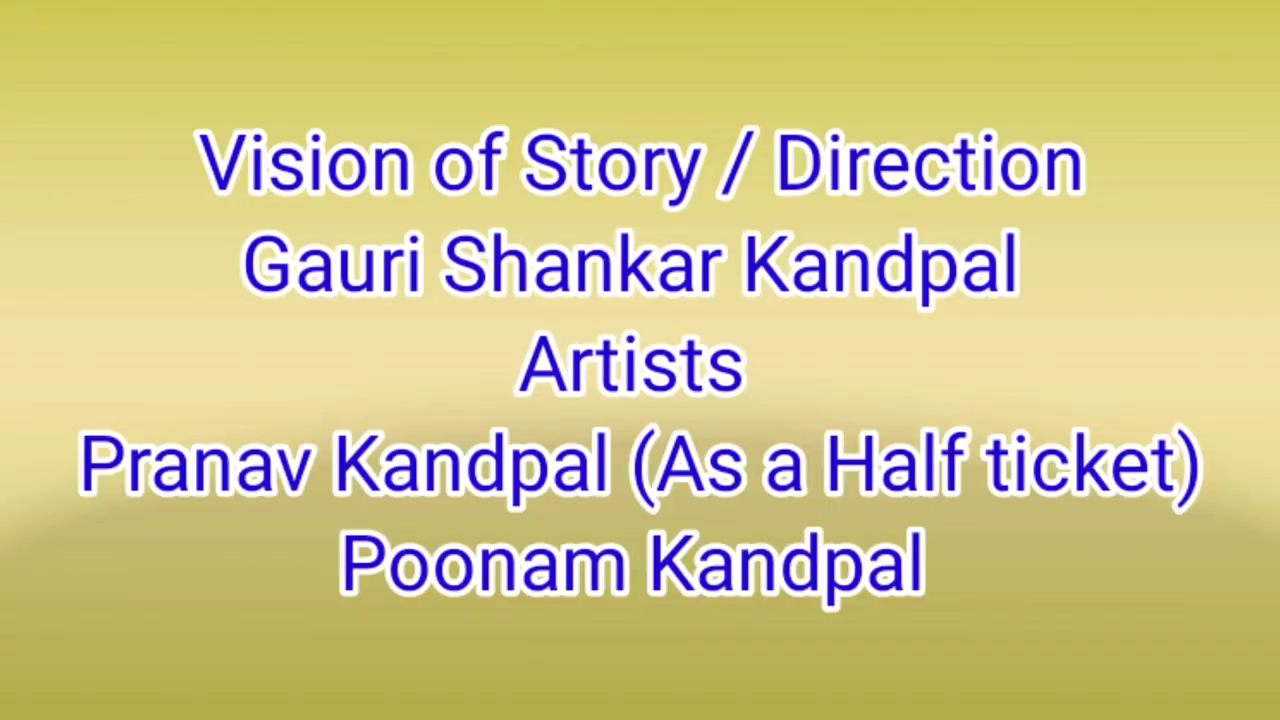 Vision of Story / Direction
Gauri Shankar Kandpal
Artists
Pranav Kandpal (As a Half ticket)
Poonam Kandpal